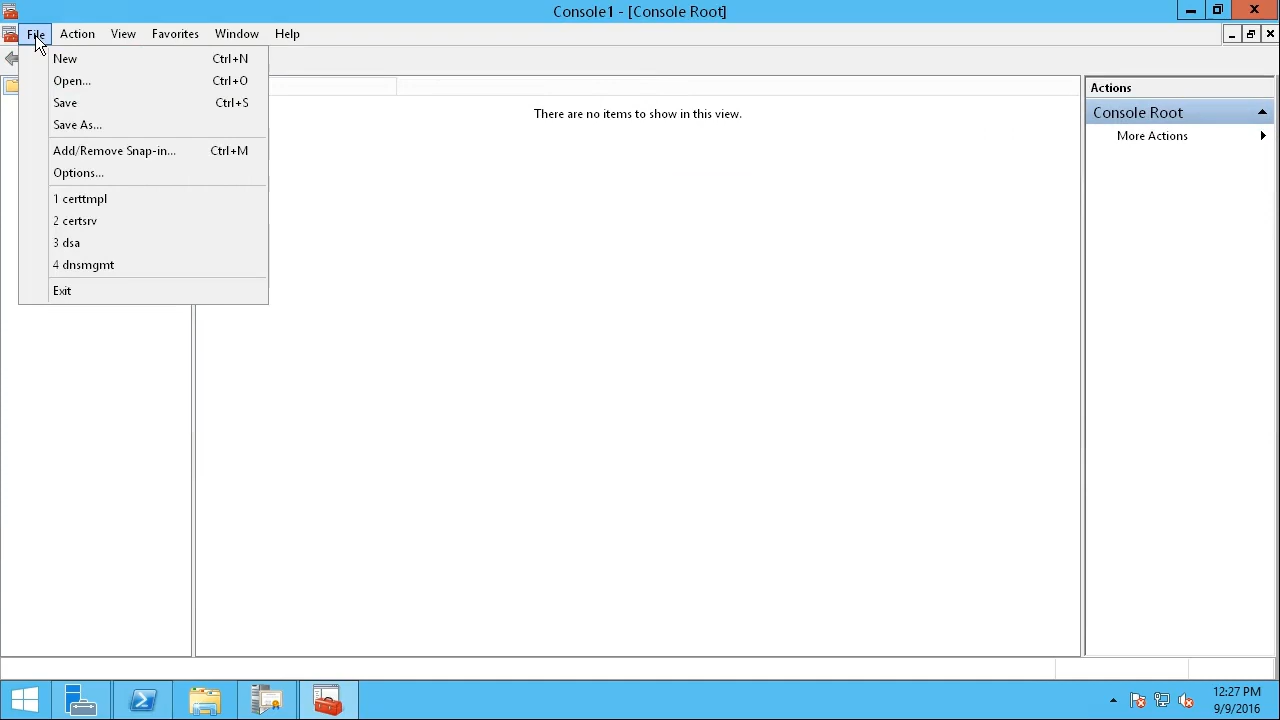 Console1 - [Console Root]
File Action View Favorites Window Help
New Ctrl+N
Open... Ctrl+O
Save Ctrl+S
Save As...
Add/Remove Snap-in... Ctrl+M
Options...
1 certtmpl
2 certsrv
3 dsa
4 dnsmgmt
Exit
There are no items to show in this view.
Actions
Console Root
More Actions
12:27 PM
9/9/2016